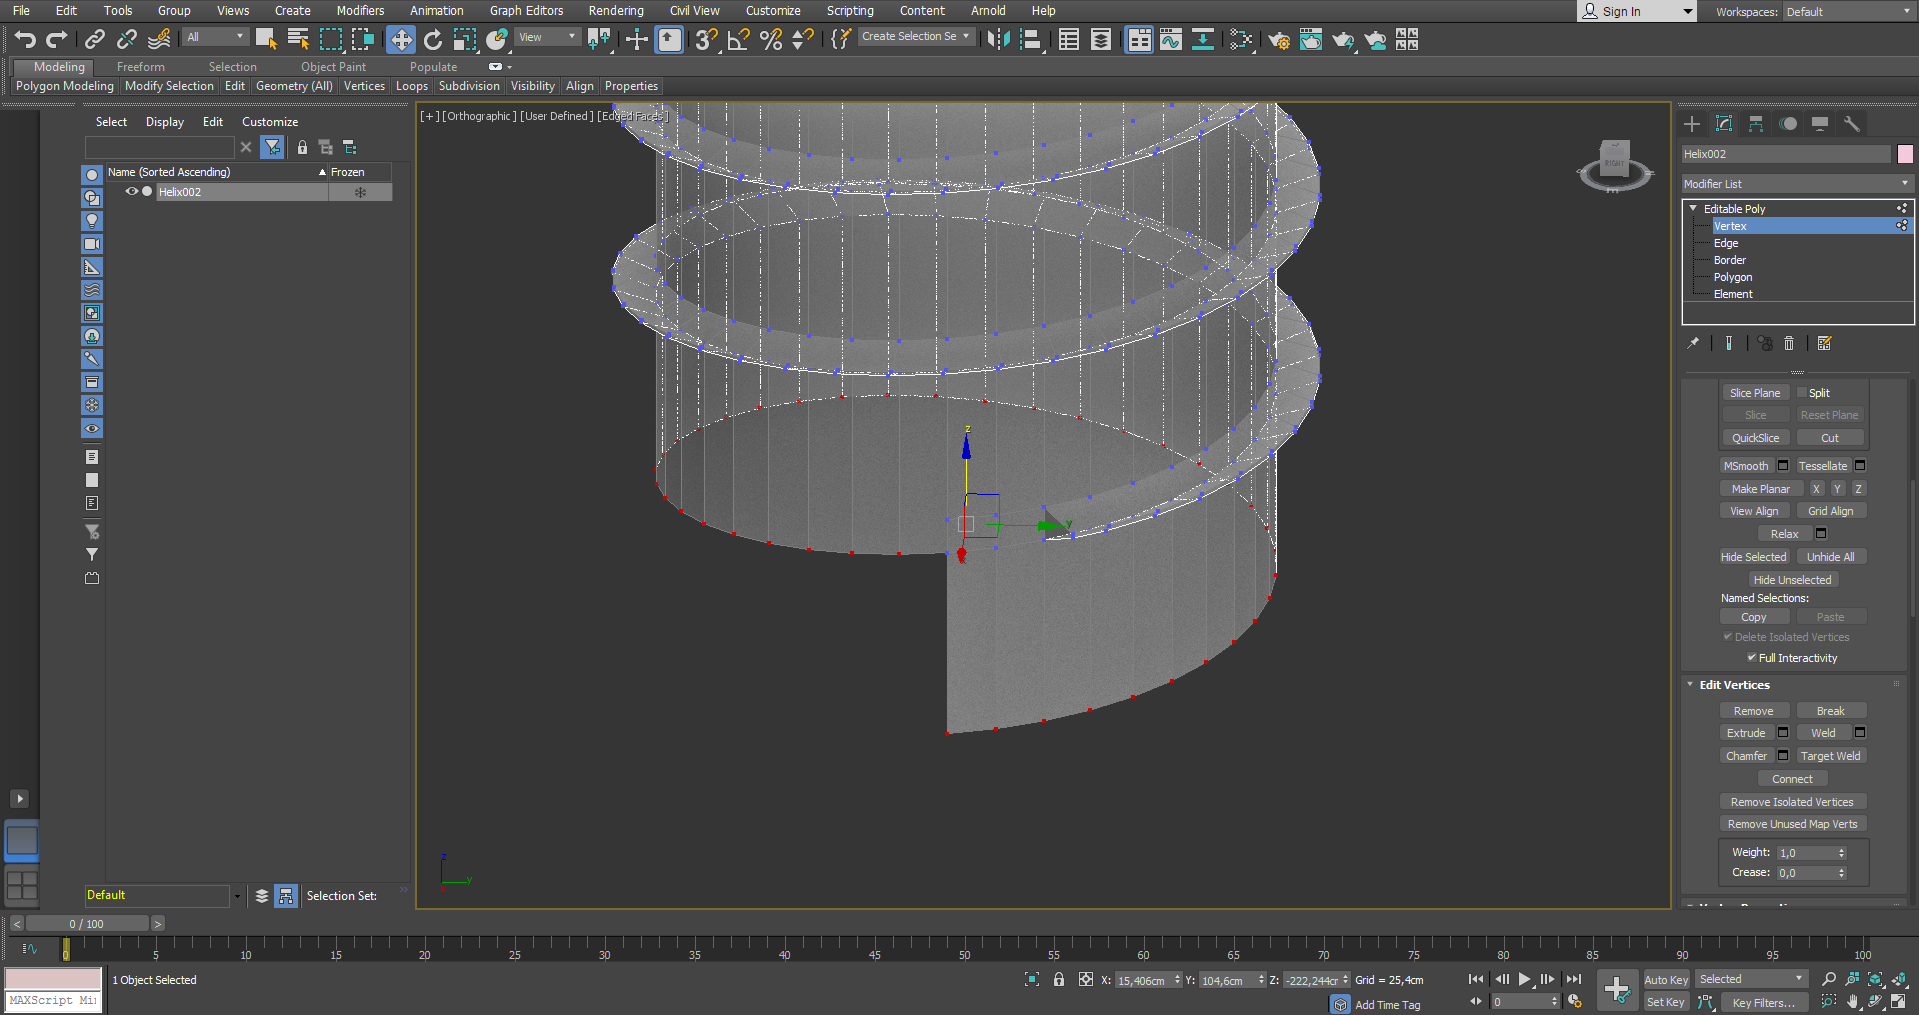 File Edit Tools Group Views Create Modifiers Animation Graph Editors Rendering Civil View Customize Scripting Content Arnold Help Sign In Workspaces: Default
All View Create Selection Se
Modeling Freeform Selection Object Paint Populate
Polygon Modeling Modify Selection Edit Geometry (All) Vertices Loops Subdivision Visibility Align Properties
Select Display Edit Customize
Name (Sorted Ascending) Frozen
Helix002
[+] [Orthographic] [User Defined] [Edged Faces]
z
y
RIGHT
Helix002
Modifier List
Editable Poly
Vertex
Edge
Border
Polygon
Element
Slice Plane Split
Slice Reset Plane
QuickSlice Cut
MSmooth Tessellate
Make Planar X Y Z
View Align Grid Align
Relax
Hide Selected Unhide All
Hide Unselected
Named Selections:
Copy Paste
Delete Isolated Vertices
Full Interactivity
Edit Vertices
Remove Break
Extrude Weld
Chamfer Target Weld
Connect
Remove Isolated Vertices
Remove Unused Map Verts
Weight: 1,0
Crease: 0,0
Default Selection Set:
< 0 / 100 >
0 5 10 15 20 25 30 35 40 45 50 55 60 65 70 75 80 85 90 95 100
1 Object Selected X: 15,406cm Y: 104,6cm Z: -222,244cr Grid = 25,4cm Auto Key Selected
MAXScript Mi Add Time Tag 0 Set Key Key Filters...